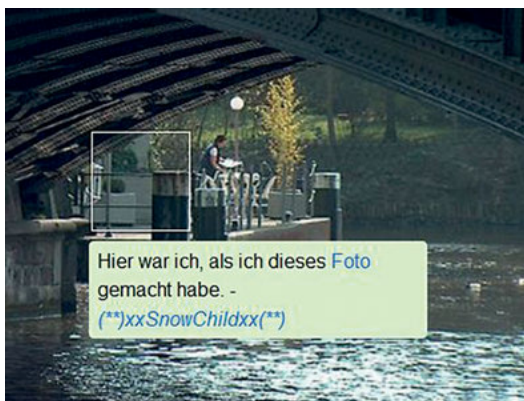 Hier war ich, als ich dieses Foto
gemacht habe. -
(**)xxSnowChildxx(**)